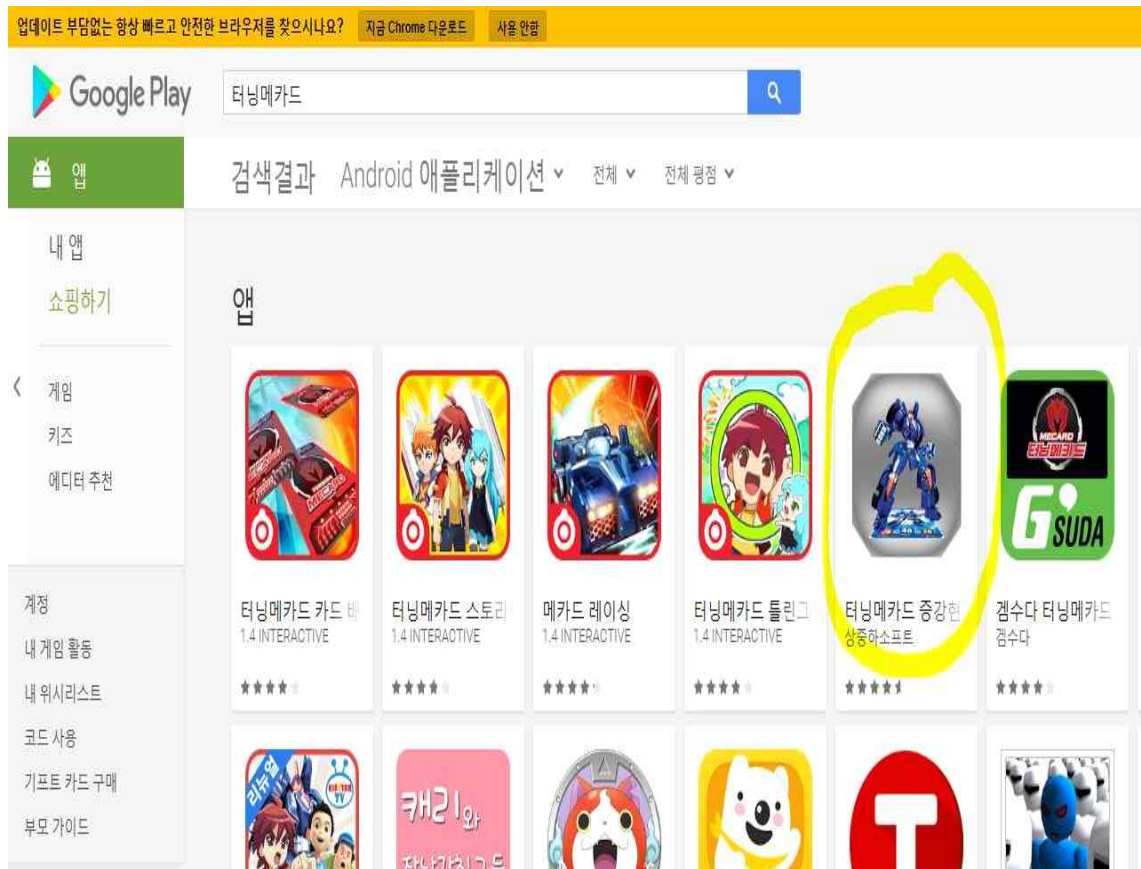 업데이트 부담없는 항상 빠르고 안전한 브라우저를 찾으시나요? 지금 Chrome 다운로드 사용 안함
Google Play 터닝메카드
앱 검색결과 Android 애플리케이션 전체 전체 평점
내 앱
쇼핑하기
앱
게임
키즈
에디터 추천
MECARD
터닝메카드
G'SUDA
계정
내 게임 활동
내 위시리스트
코드 사용
기프트 카드 구매
부모 가이드
터닝메카드 카드 터닝메카드 스토리 메카드 레이싱 터닝메카드 틀린그 터닝메카드 증강현 겜수다 터닝메카드
1.4 INTERACTIVE 1.4 INTERACTIVE 1.4 INTERACTIVE 1.4 INTERACTIVE 상중하소프트 겜수다
리뉴얼
TV
캐리와
T